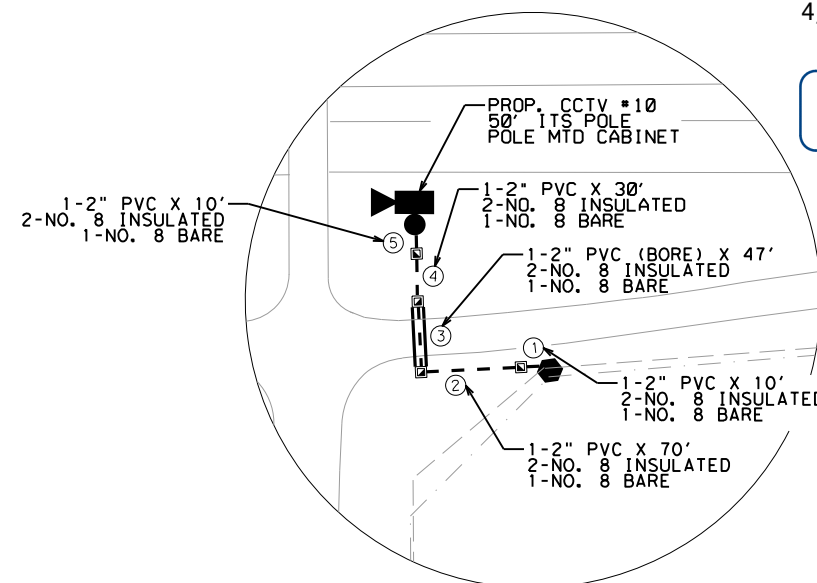 4,
PROP. CCTV #10
50' ITS POLE
POLE MTD CABINET
1-2" PVC X 10'
2-NO. 8 INSULATED
1-NO. 8 BARE
1-2" PVC X 30'
2-NO. 8 INSULATED
1-NO. 8 BARE
5
4
1-2" PVC (BORE) X 47'
2-NO. 8 INSULATED
1-NO. 8 BARE
3
1
2
1-2" PVC X 10'
2-NO. 8 INSULATED
1-NO. 8 BARE
1-2" PVC X 70'
2-NO. 8 INSULATED
1-NO. 8 BARE